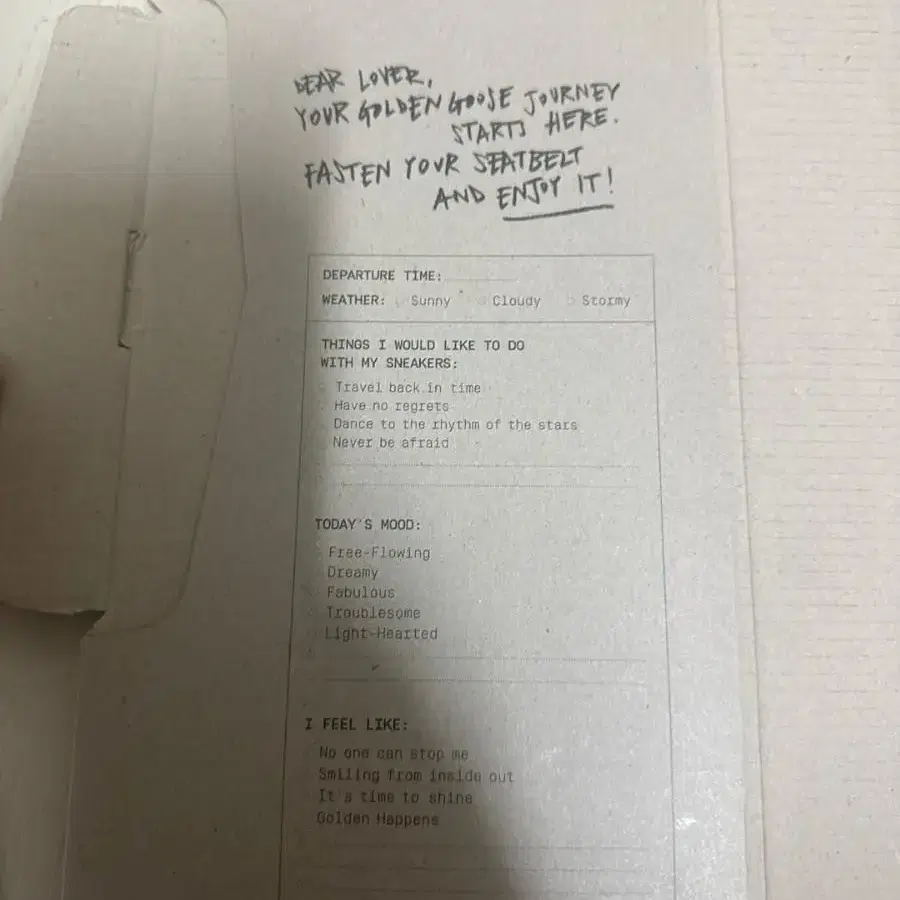 DEAR LOVER,
YOUR GOLDEN GOOSE JOURNEY
STARTS HERE.
FASTEN YOUR SEATBELT
AND ENJOY IT!
DEPARTURE TIME:
WEATHER: Sunny Cloudy Stormy
THINGS I WOULD LIKE TO DO
WITH MY SNEAKERS:
Travel back in time
Have no regrets
Dance to the rhythm of the stars
Never be afraid
TODAY'S MOOD:
Free-Flowing
Dreamy
Fabulous
Troublesome
Light-Hearted
I FEEL LIKE:
No one can stop me
Smiling from inside out
It's time to shine
Golden Happens